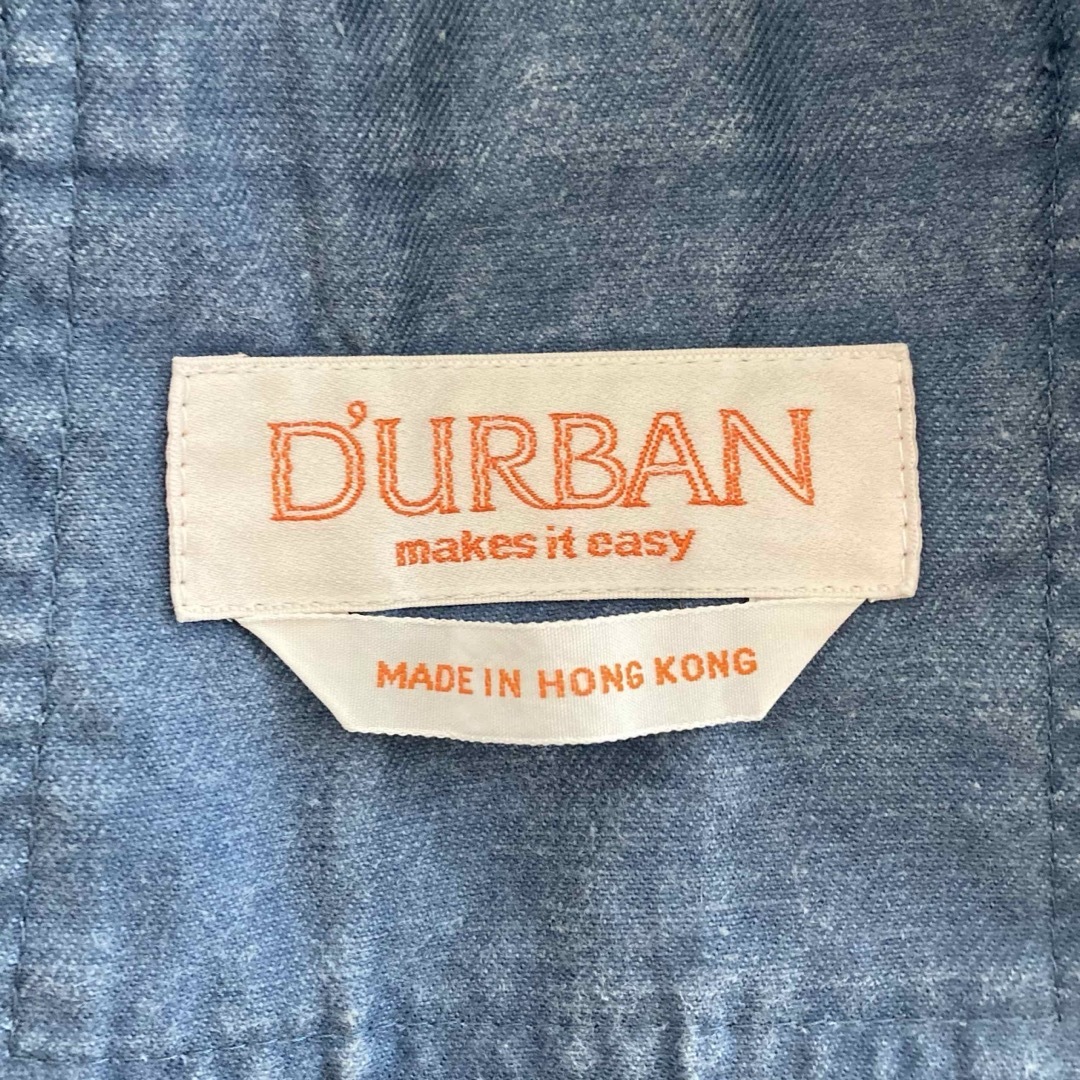 D'URBAN
makes it easy
MADE IN HONG KONG